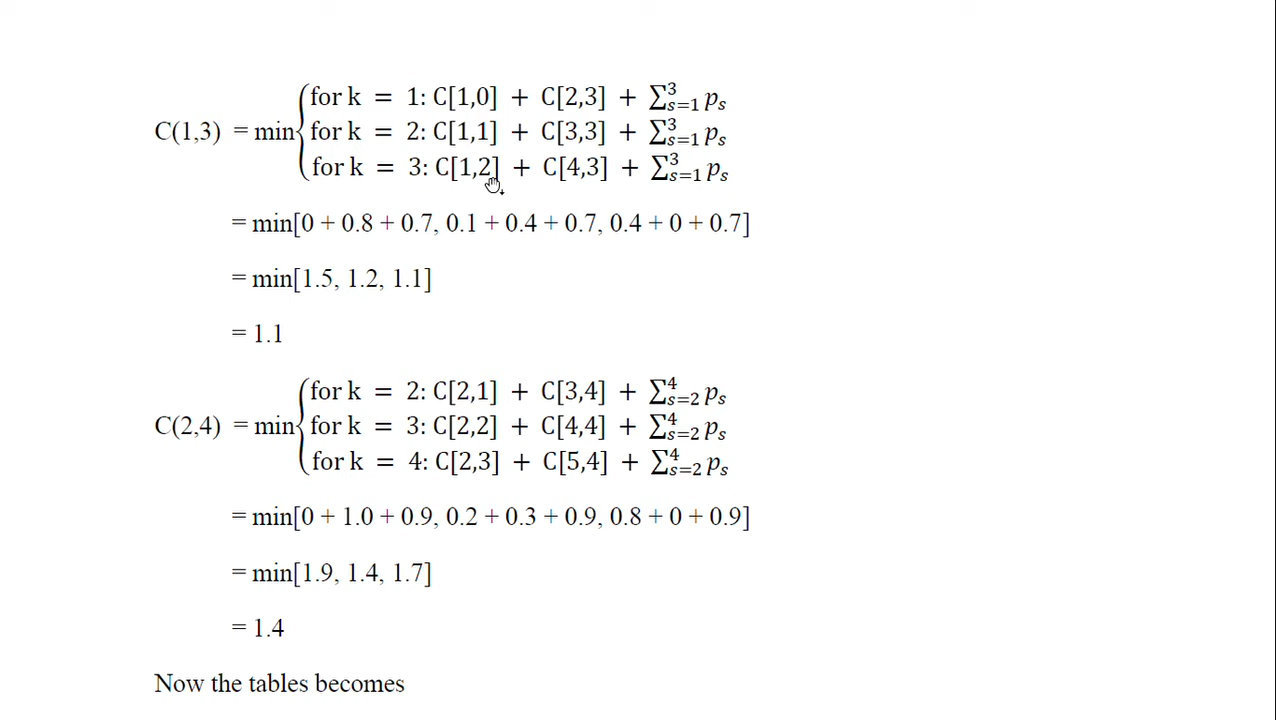 for k = 1: C[1,0] + C[2,3] + ∑³ₛ₌₁ pₛ
C(1,3) = min{ for k = 2: C[1,1] + C[3,3] + ∑³ₛ₌₁ pₛ
for k = 3: C[1,2] + C[4,3] + ∑³ₛ₌₁ pₛ
= min[0 + 0.8 + 0.7, 0.1 + 0.4 + 0.7, 0.4 + 0 + 0.7]
= min[1.5, 1.2, 1.1]
= 1.1
for k = 2: C[2,1] + C[3,4] + ∑⁴ₛ₌₂ pₛ
C(2,4) = min{ for k = 3: C[2,2] + C[4,4] + ∑⁴ₛ₌₂ pₛ
for k = 4: C[2,3] + C[5,4] + ∑⁴ₛ₌₂ pₛ
= min[0 + 1.0 + 0.9, 0.2 + 0.3 + 0.9, 0.8 + 0 + 0.9]
= min[1.9, 1.4, 1.7]
= 1.4
Now the tables becomes